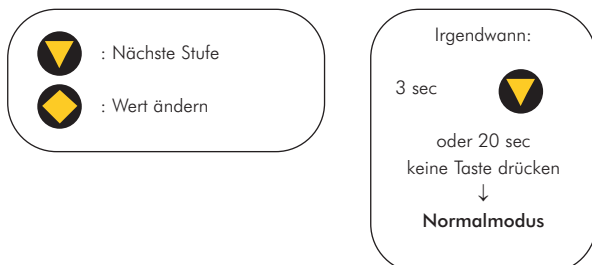 : Nächste Stufe
: Wert ändern
Irgendwann:
3 sec
oder 20 sec
keine Taste drücken
↓
Normalmodus